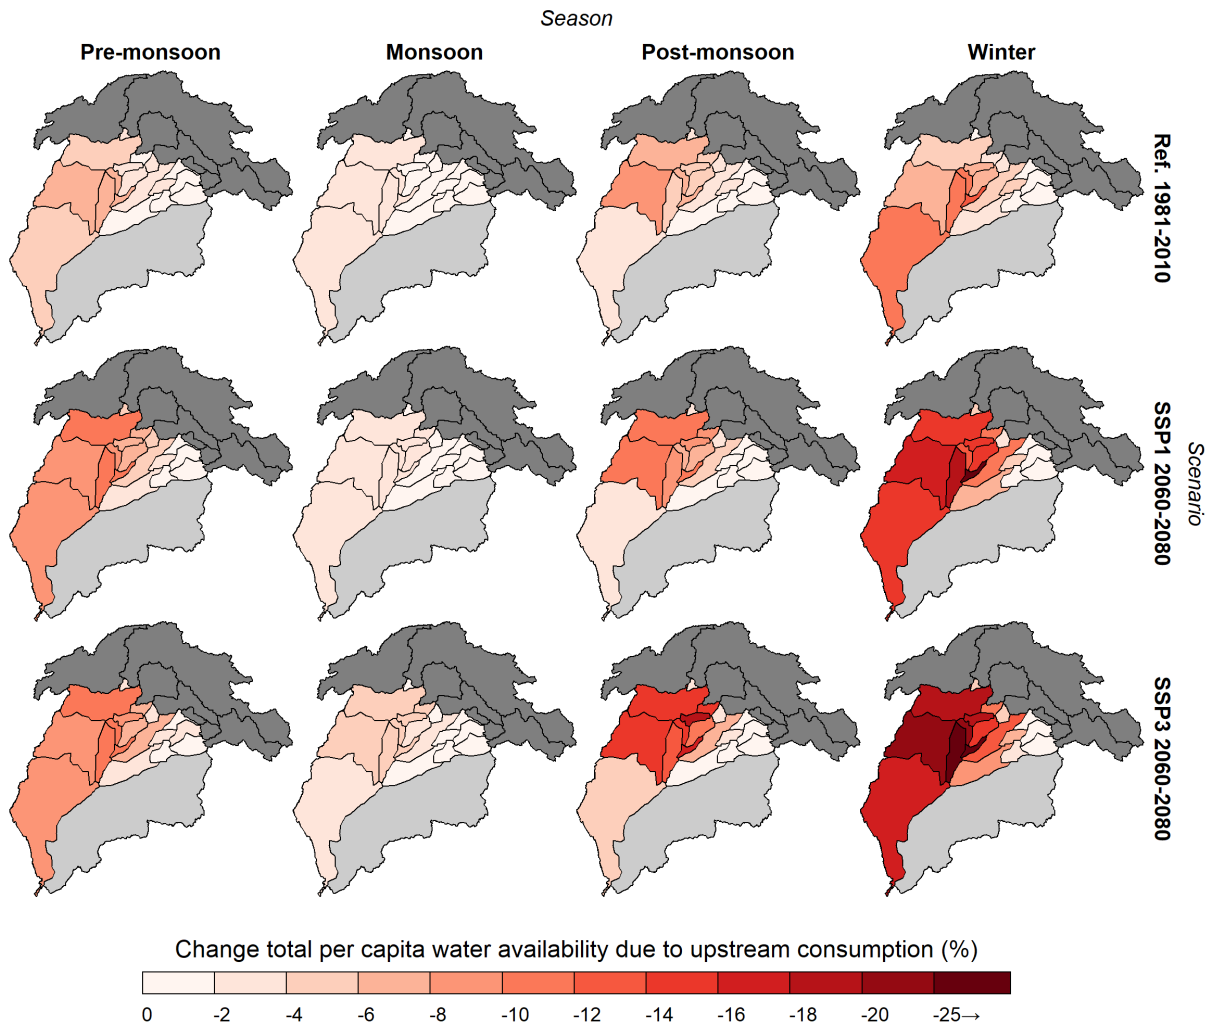 Season
Pre-monsoon Monsoon Post-monsoon Winter
Ref. 1981-2010
SSP1 2060-2080
Scenario
SSP3 2060-2080
Change total per capita water availability due to upstream consumption (%)
0 -2 -4 -6 -8 -10 -12 -14 -16 -18 -20 -25→